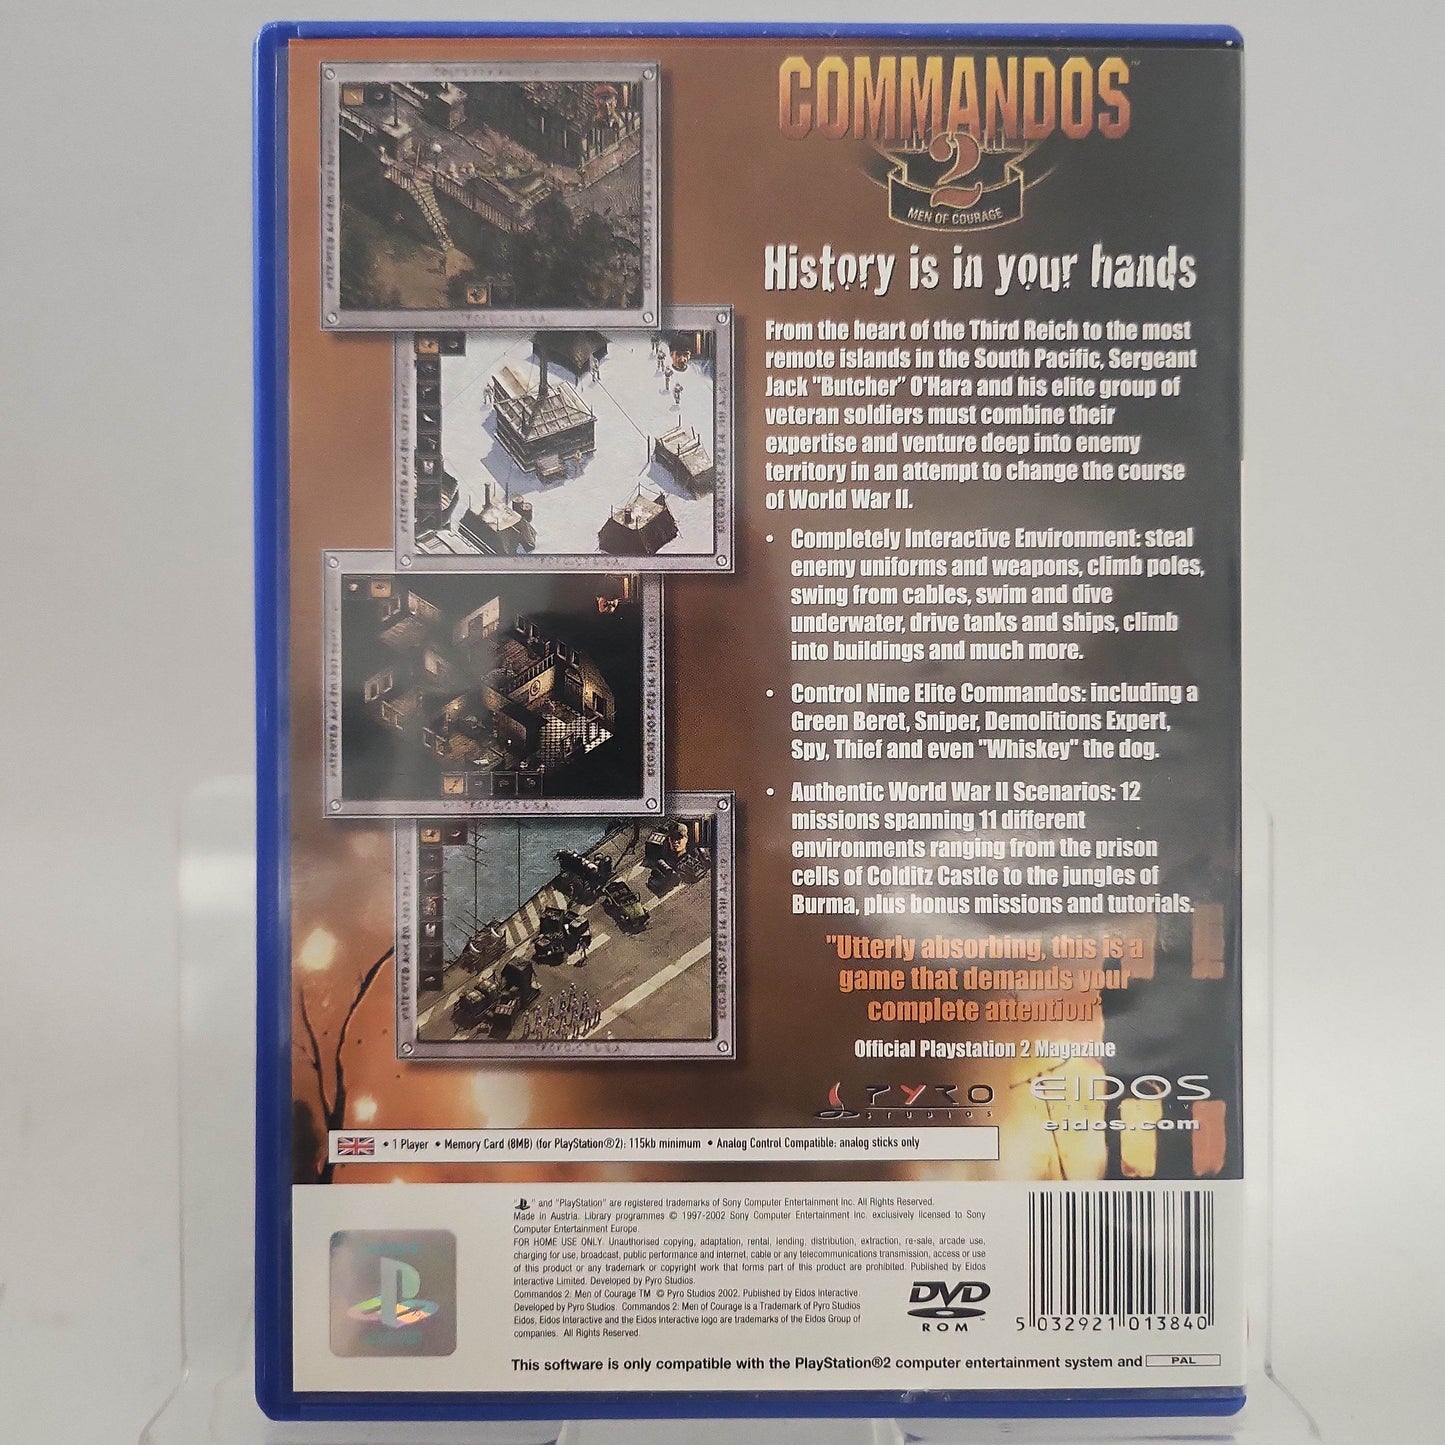 COMMANDOS™
2
MEN OF COURAGE
History is in your hands
From the heart of the Third Reich to the most
remote islands in the South Pacific, Sergeant
Jack "Butcher" O'Hara and his elite group of
veteran soldiers must combine their
expertise and venture deep into enemy
territory in an attempt to change the course
of World War II.
• Completely Interactive Environment: steal
enemy uniforms and weapons, climb poles,
swing from cables, swim and dive
underwater, drive tanks and ships, climb
into buildings and much more.
• Control Nine Elite Commandos: including a
Green Beret, Sniper, Demolitions Expert,
Spy, Thief and even "Whiskey" the dog.
• Authentic World War II Scenarios: 12
missions spanning 11 different
environments ranging from the prison
cells of Colditz Castle to the jungles of
Burma, plus bonus missions and tutorials.
"Utterly absorbing, this is a
game that demands your
complete attention"
Official Playstation 2 Magazine
PYRO
studios
EIDOS
INTERACTIVE
eidos.com
• 1 Player • Memory Card (8MB) (for PlayStation®2): 115kb minimum • Analog Control Compatible: analog sticks only
" " and "PlayStation" are registered trademarks of Sony Computer Entertainment Inc. All Rights Reserved.
Made in Austria. Library programmes © 1997-2002 Sony Computer Entertainment Inc. exclusively licensed to Sony
Computer Entertainment Europe.
FOR HOME USE ONLY. Unauthorised copying, adaptation, rental, lending, distribution, extraction, re-sale, arcade use,
charging for use, broadcast, public performance and internet, cable or any telecommunications transmission, access or use
of this product or any trademark or copyright work that forms part of this product are prohibited. Published by Eidos
Interactive Limited. Developed by Pyro Studios.
Commandos 2: Men of Courage TM © Pyro Studios 2002. Published by Eidos Interactive.
Developed by Pyro Studios. Commandos 2: Men of Courage is a Trademark of Pyro Studios
Eidos, Eidos Interactive and the Eidos Interactive logo are trademarks of the Eidos Group of
companies. All Rights Reserved.
DVD™
ROM
5 032921 013840
This software is only compatible with the PlayStation®2 computer entertainment system and PAL